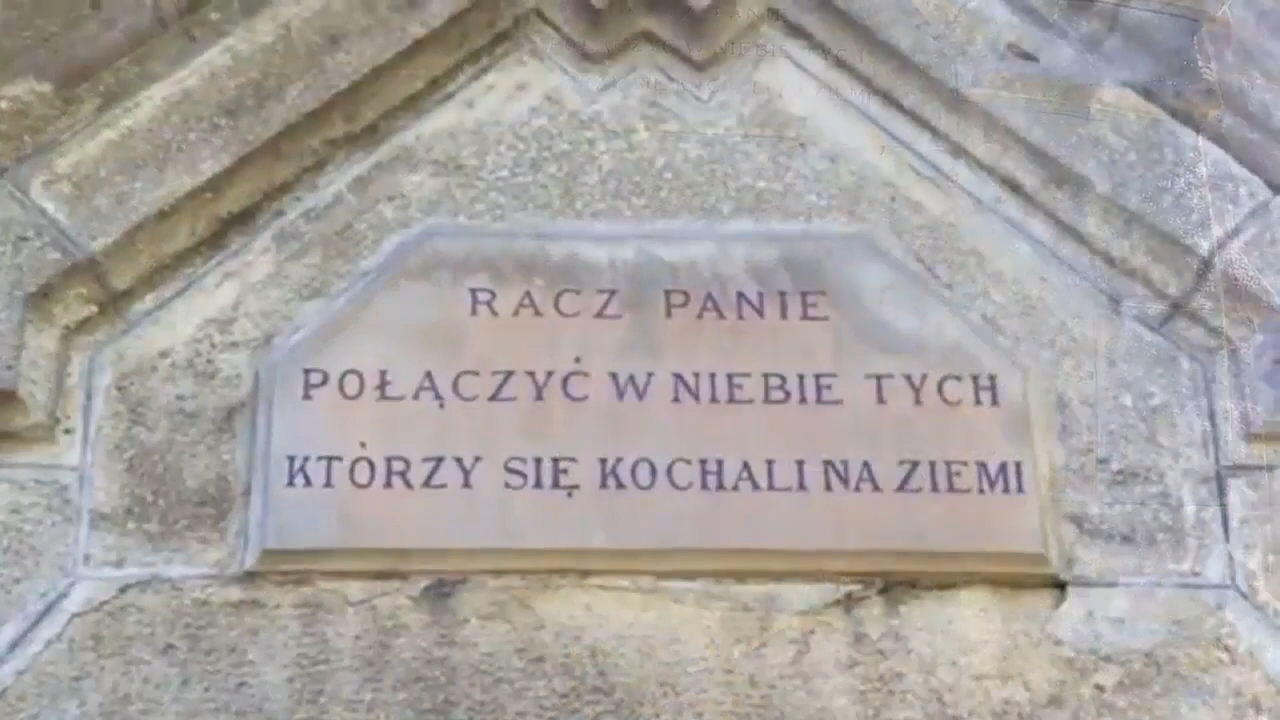 RACZ PANIE
POŁĄCZYĆ W NIEBIE TYCH
KTÓRZY SIĘ KOCHALI NA ZIEMI